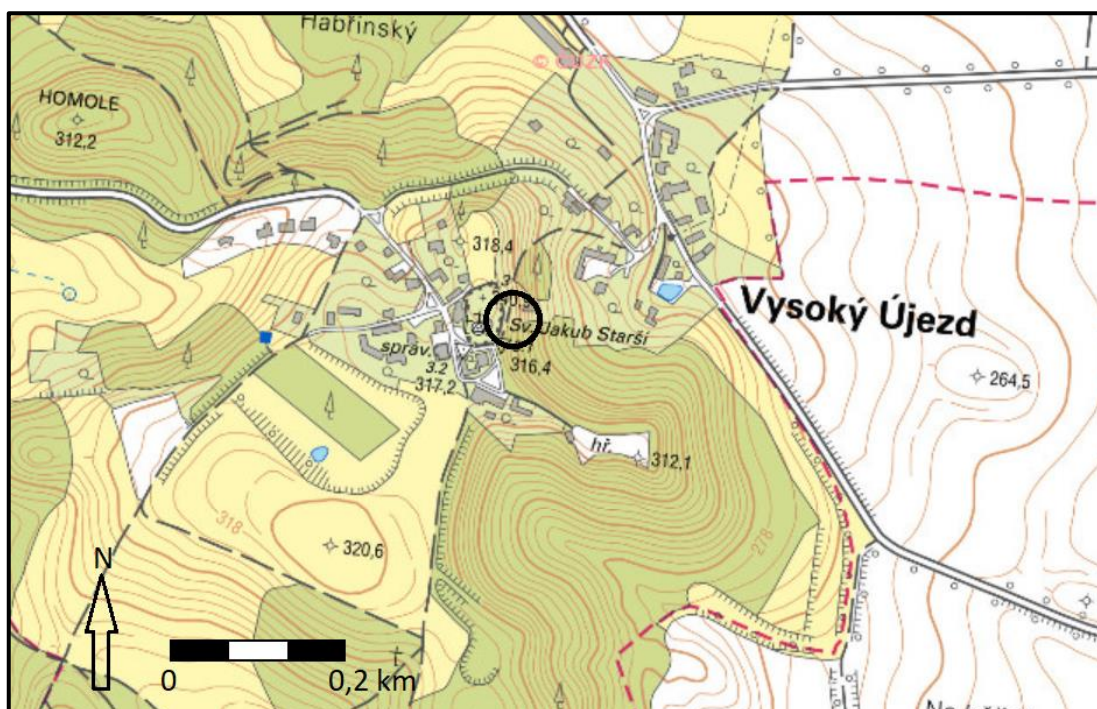 Habřinský
© ČÚZK
HOMOLE
312,2
318,4
Sv. Jakub Starší
Vysoký Újezd
správ.
3.2
316,4
317,2
264,5
hř.
312,1
318
320,6
278
N
0
0,2 km